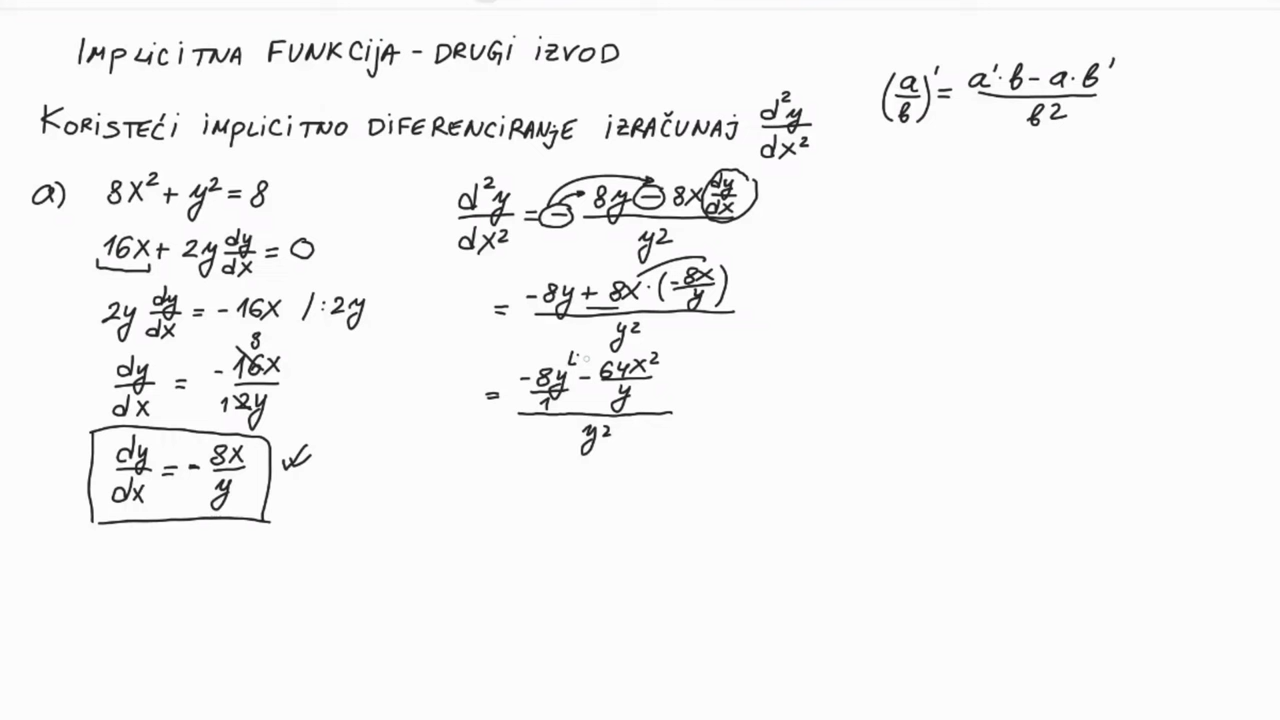 IMPLICITNA FUNKCIJA - DRUGI IZVOD
(a/b)' = (a'·b - a·b')/b²
KORISTEĆI IMPLICITNO DIFERENCIRANJE IZRAČUNAJ d²y/dx²
a) 8x² + y² = 8
16x + 2y dy/dx = 0
2y dy/dx = -16x /:2y
dy/dx = -16x/2y 8 1
dy/dx = - 8x/y
d²y/dx² = - (8y - 8x dy/dx)/y²
= (-8y + 8x·(-8x/y))/y²
= (-8y/1 - 64x²/y)/y²